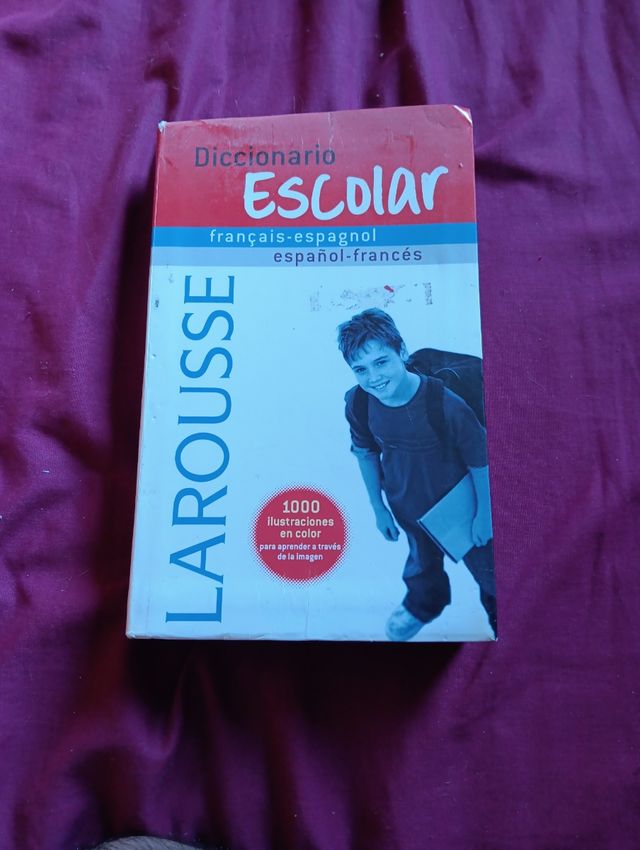 Diccionario
Escolar
français-espagnol
español-francés
LAROUSSE
1000
ilustraciones
en color
para aprender a través
de la imagen